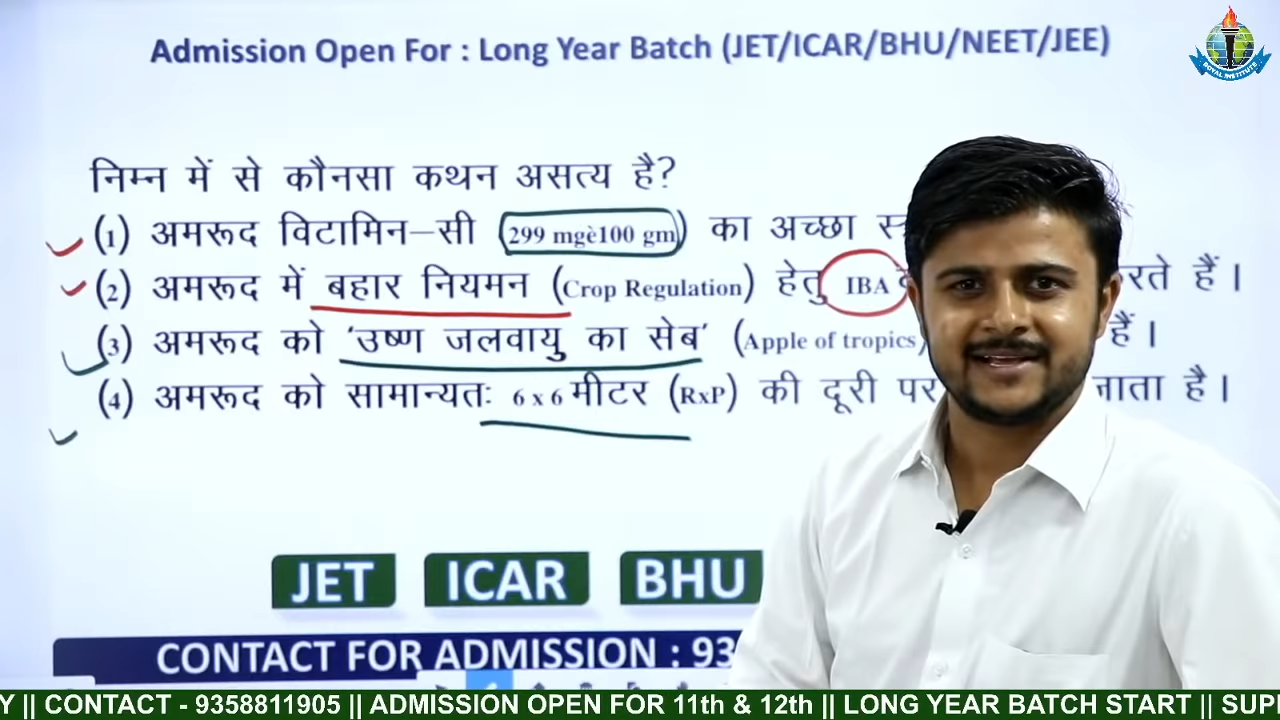 Admission Open For : Long Year Batch (JET/ICAR/BHU/NEET/JEE)
ROYAL INSTITUTE
निम्न में से कौनसा कथन असत्य है?
(1) अमरूद विटामिन–सी (299 mgè100 gm) का अच्छा
(2) अमरूद में बहार नियमन (Crop Regulation) हेतु IBA करते हैं।
(3) अमरूद को 'उष्ण जलवायु का सेब' (Apple of tropics) हैं।
(4) अमरूद को सामान्यतः 6 x 6 मीटर (RxP) की दूरी पर जाता है।
JET ICAR BHU
CONTACT FOR ADMISSION : 93
|| CONTACT - 9358811905 || ADMISSION OPEN FOR 11th & 12th || LONG YEAR BATCH START ||